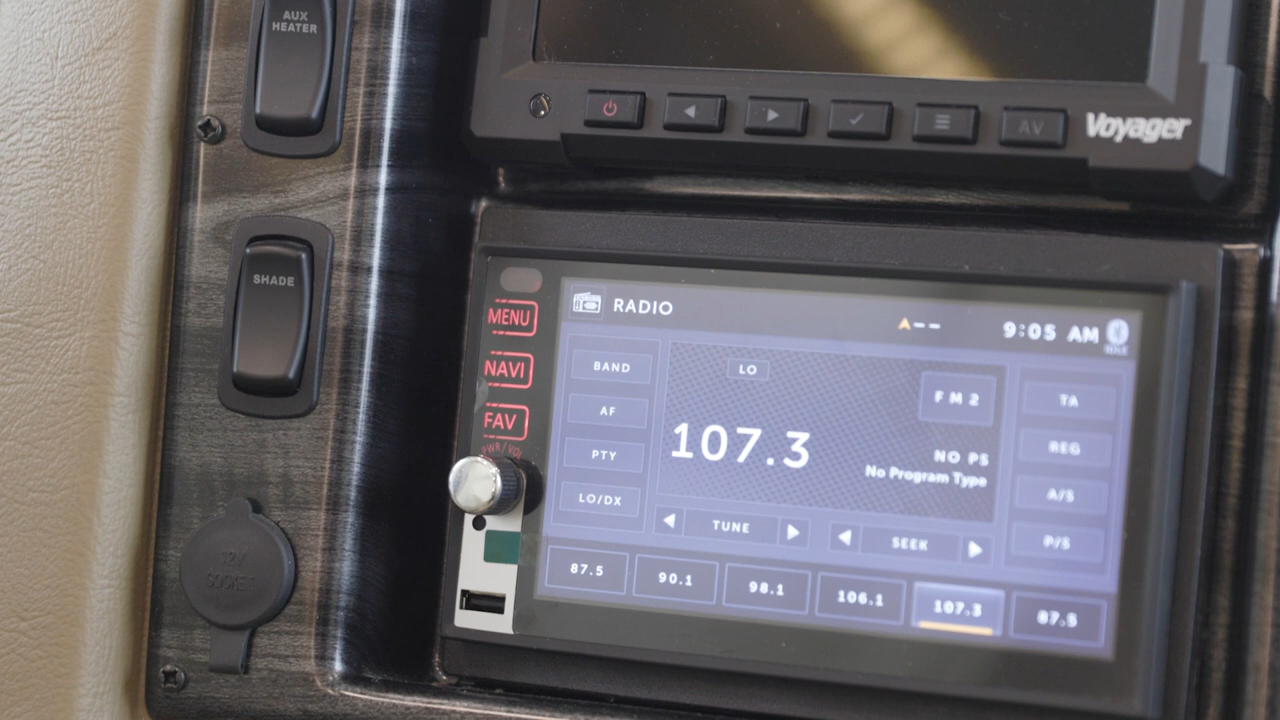 AUX
HEATER
AV
Voyager
SHADE
12V
SOCKET
MENU
NAVI
FAV
PWR / VOL
RADIO
9:05 AM
BAND
AF
PTY
LO/DX
LO
FM2
107.3
NO PS
No Program Type
TUNE
SEEK
TA
REG
A/S
P/S
87.5
90.1
98.1
106.1
107.3
87.5